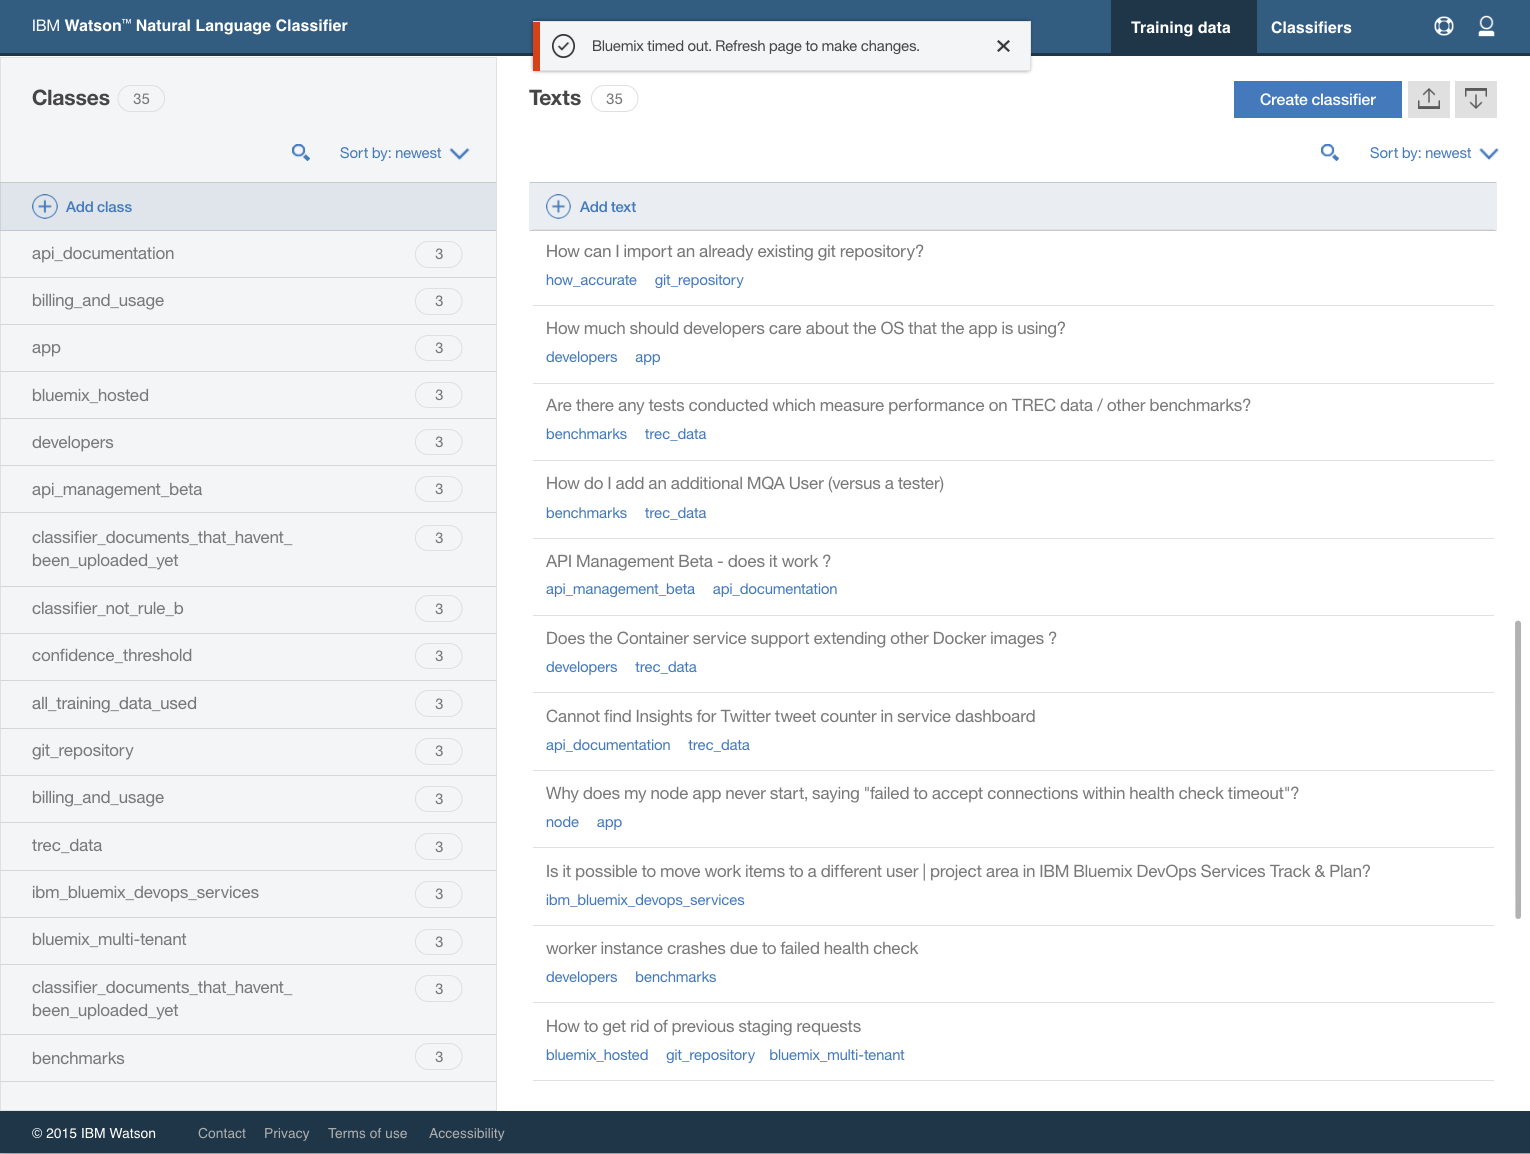 IBM Watson™ Natural Language Classifier
Bluemix timed out. Refresh page to make changes.
Training data
Classifiers
Classes 35
Sort by: newest
Add class
api_documentation 3
billing_and_usage 3
app 3
bluemix_hosted 3
developers 3
api_management_beta 3
classifier_documents_that_havent_ 3
been_uploaded_yet
classifier_not_rule_b 3
confidence_threshold 3
all_training_data_used 3
git_repository 3
billing_and_usage 3
trec_data 3
ibm_bluemix_devops_services 3
bluemix_multi-tenant 3
classifier_documents_that_havent_ 3
been_uploaded_yet
benchmarks 3
Texts 35
Create classifier
Sort by: newest
Add text
How can I import an already existing git repository?
how_accurate git_repository
How much should developers care about the OS that the app is using?
developers app
Are there any tests conducted which measure performance on TREC data / other benchmarks?
benchmarks trec_data
How do I add an additional MQA User (versus a tester)
benchmarks trec_data
API Management Beta - does it work ?
api_management_beta api_documentation
Does the Container service support extending other Docker images ?
developers trec_data
Cannot find Insights for Twitter tweet counter in service dashboard
api_documentation trec_data
Why does my node app never start, saying "failed to accept connections within health check timeout"?
node app
Is it possible to move work items to a different user | project area in IBM Bluemix DevOps Services Track & Plan?
ibm_bluemix_devops_services
worker instance crashes due to failed health check
developers benchmarks
How to get rid of previous staging requests
bluemix_hosted git_repository bluemix_multi-tenant
© 2015 IBM Watson Contact Privacy Terms of use Accessibility